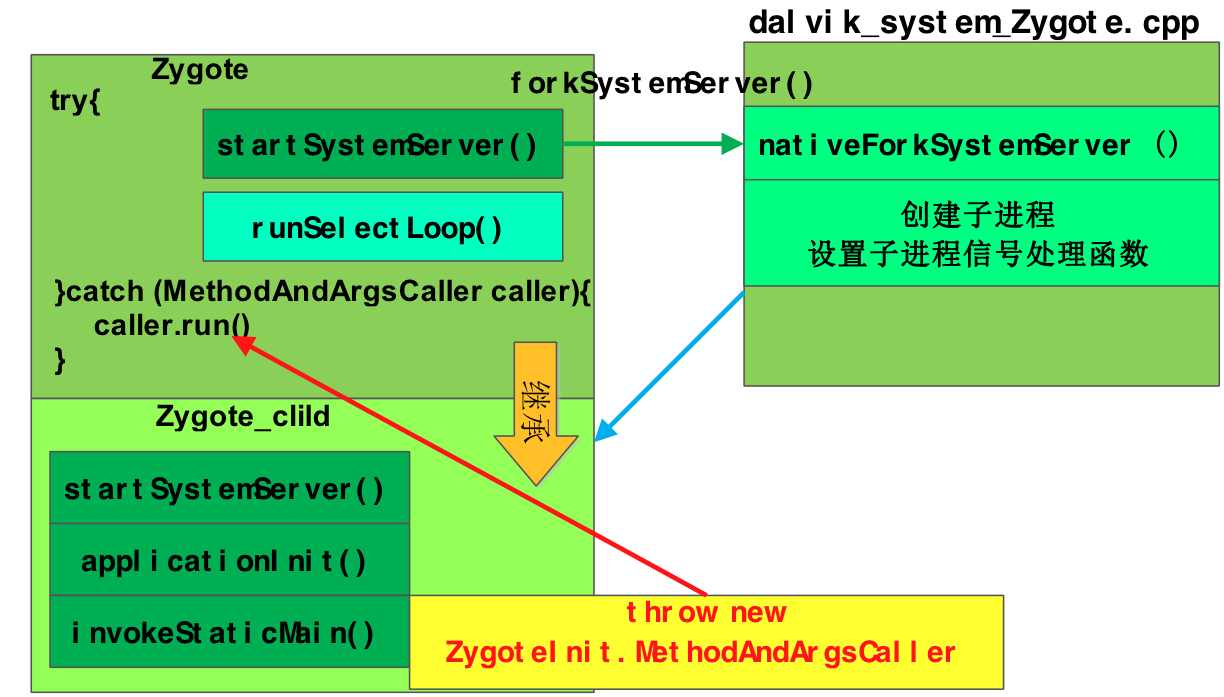 dalvik_system_Zygote.cpp
Zygote
try{
forkSystemServer()
startSystemServer()
nativeForkSystemServer （）
runSelectLoop()
创建子进程
设置子进程信号处理函数
}catch (MethodAndArgsCaller caller){
caller.run()
}
继承
Zygote_clild
startSystemServer()
applicationInit()
invokeStaticMain()
throw new
ZygoteInit.MethodAndArgsCaller